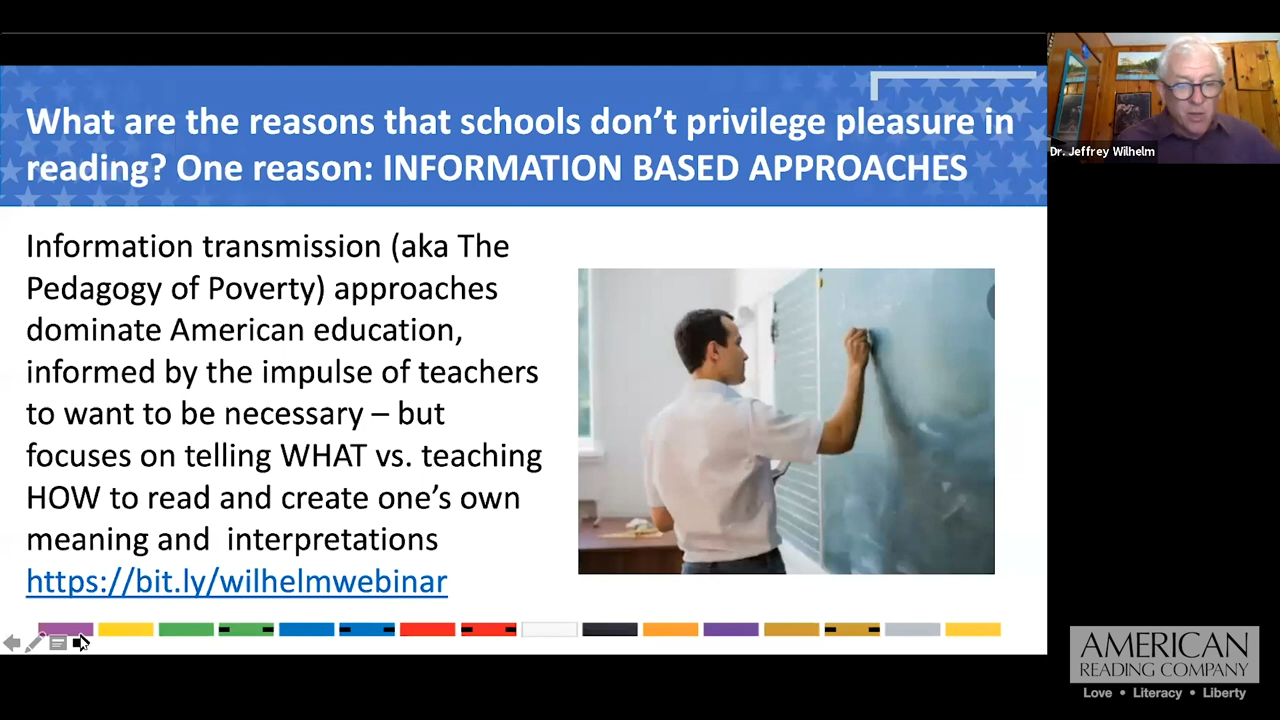 What are the reasons that schools don’t privilege pleasure in
reading? One reason: INFORMATION BASED APPROACHES
Dr. Jeffrey Wilhelm
Information transmission (aka The
Pedagogy of Poverty) approaches
dominate American education,
informed by the impulse of teachers
to want to be necessary – but
focuses on telling WHAT vs. teaching
HOW to read and create one’s own
meaning and  interpretations
https://bit.ly/wilhelmwebinar
AMERICAN
READING COMPANY
Love • Literacy • Liberty